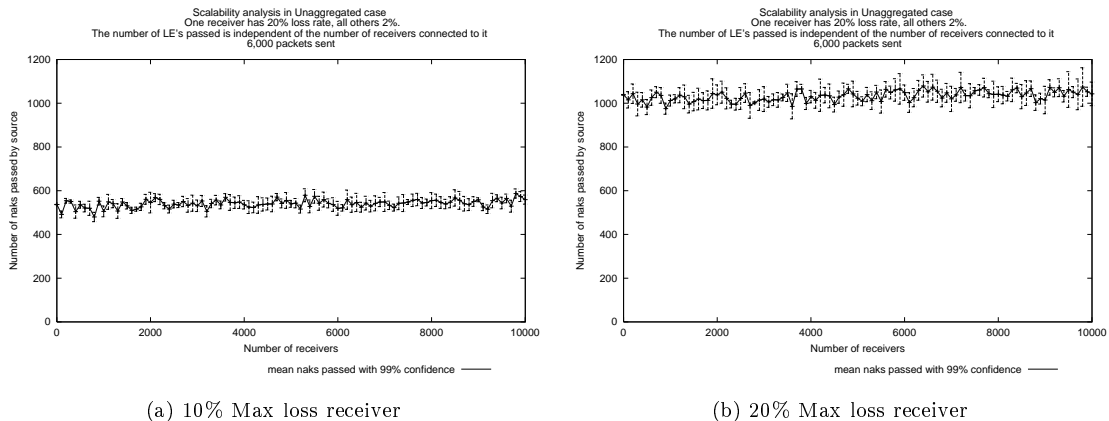 Scalability analysis in Unaggregated case
One receiver has 20% loss rate, all others 2%.
The number of LE's passed is independent of the number of receivers connected to it
6,000 packets sent
1200
1000
800
600
400
200
0
Number of naks passed by source
0 2000 4000 6000 8000 10000
Number of receivers
mean naks passed with 99% confidence
(a) 10% Max loss receiver
Scalability analysis in Unaggregated case
One receiver has 20% loss rate, all others 2%.
The number of LE's passed is independent of the number of receivers connected to it
6,000 packets sent
1200
1000
800
600
400
200
0
Number of naks passed by source
0 2000 4000 6000 8000 10000
Number of receivers
mean naks passed with 99% confidence
(b) 20% Max loss receiver